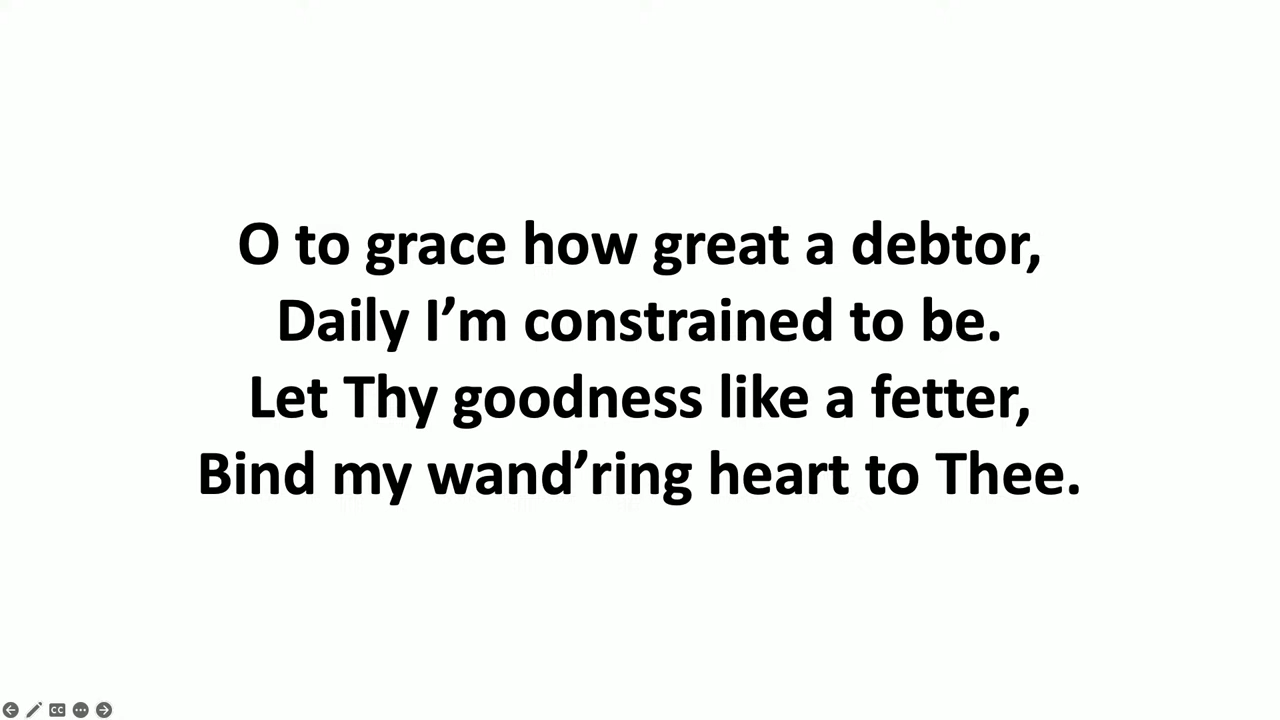 O to grace how great a debtor,
Daily I’m constrained to be.
Let Thy goodness like a fetter,
Bind my wand’ring heart to Thee.
CC